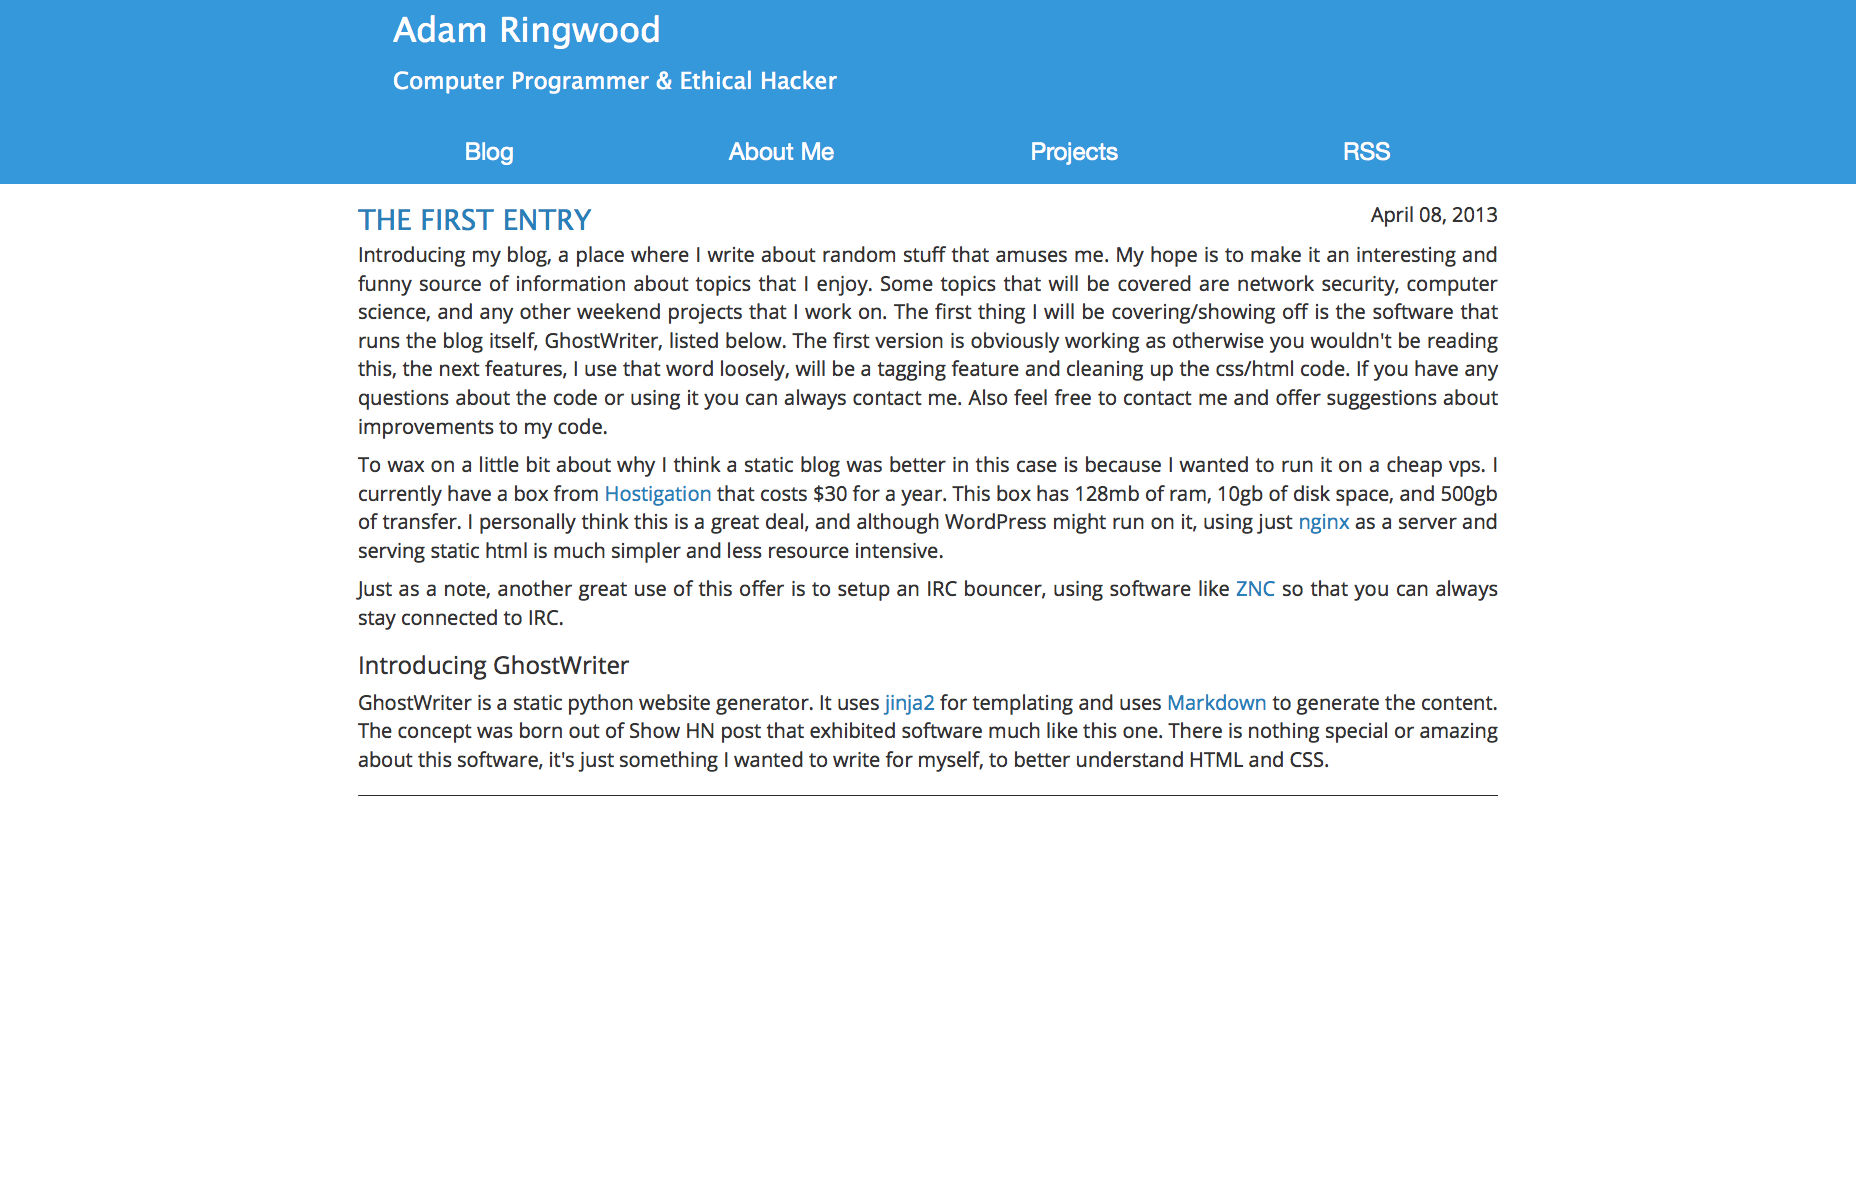 Adam Ringwood
Computer Programmer & Ethical Hacker
Blog About Me Projects RSS
THE FIRST ENTRY April 08, 2013
Introducing my blog, a place where I write about random stuff that amuses me. My hope is to make it an interesting and
funny source of information about topics that I enjoy. Some topics that will be covered are network security, computer
science, and any other weekend projects that I work on. The first thing I will be covering/showing off is the software that
runs the blog itself, GhostWriter, listed below. The first version is obviously working as otherwise you wouldn't be reading
this, the next features, I use that word loosely, will be a tagging feature and cleaning up the css/html code. If you have any
questions about the code or using it you can always contact me. Also feel free to contact me and offer suggestions about
improvements to my code.
To wax on a little bit about why I think a static blog was better in this case is because I wanted to run it on a cheap vps. I
currently have a box from Hostigation that costs $30 for a year. This box has 128mb of ram, 10gb of disk space, and 500gb
of transfer. I personally think this is a great deal, and although WordPress might run on it, using just nginx as a server and
serving static html is much simpler and less resource intensive.
Just as a note, another great use of this offer is to setup an IRC bouncer, using software like ZNC so that you can always
stay connected to IRC.
Introducing GhostWriter
GhostWriter is a static python website generator. It uses jinja2 for templating and uses Markdown to generate the content.
The concept was born out of Show HN post that exhibited software much like this one. There is nothing special or amazing
about this software, it's just something I wanted to write for myself, to better understand HTML and CSS.